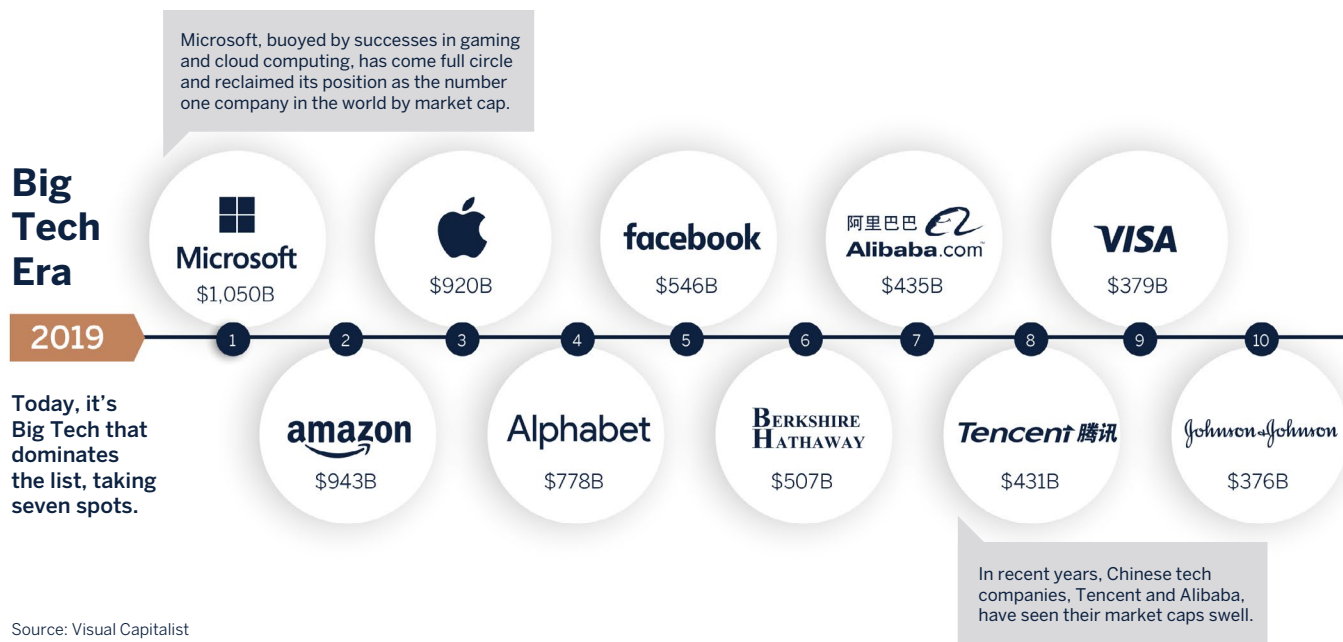 Microsoft, buoyed by successes in gaming
and cloud computing, has come full circle
and reclaimed its position as the number
one company in the world by market cap.
Big
Tech
Era
2019
Today, it's
Big Tech that
dominates
the list, taking
seven spots.
Microsoft
$1,050B
1
amazon
$943B
2
$920B
3
Alphabet
$778B
4
facebook
$546B
5
BERKSHIRE
HATHAWAY
$507B
6
阿里巴巴
Alibaba.com™
$435B
7
Tencent 腾讯
$431B
8
VISA
$379B
9
Johnson & Johnson
$376B
10
In recent years, Chinese tech
companies, Tencent and Alibaba,
have seen their market caps swell.
Source: Visual Capitalist